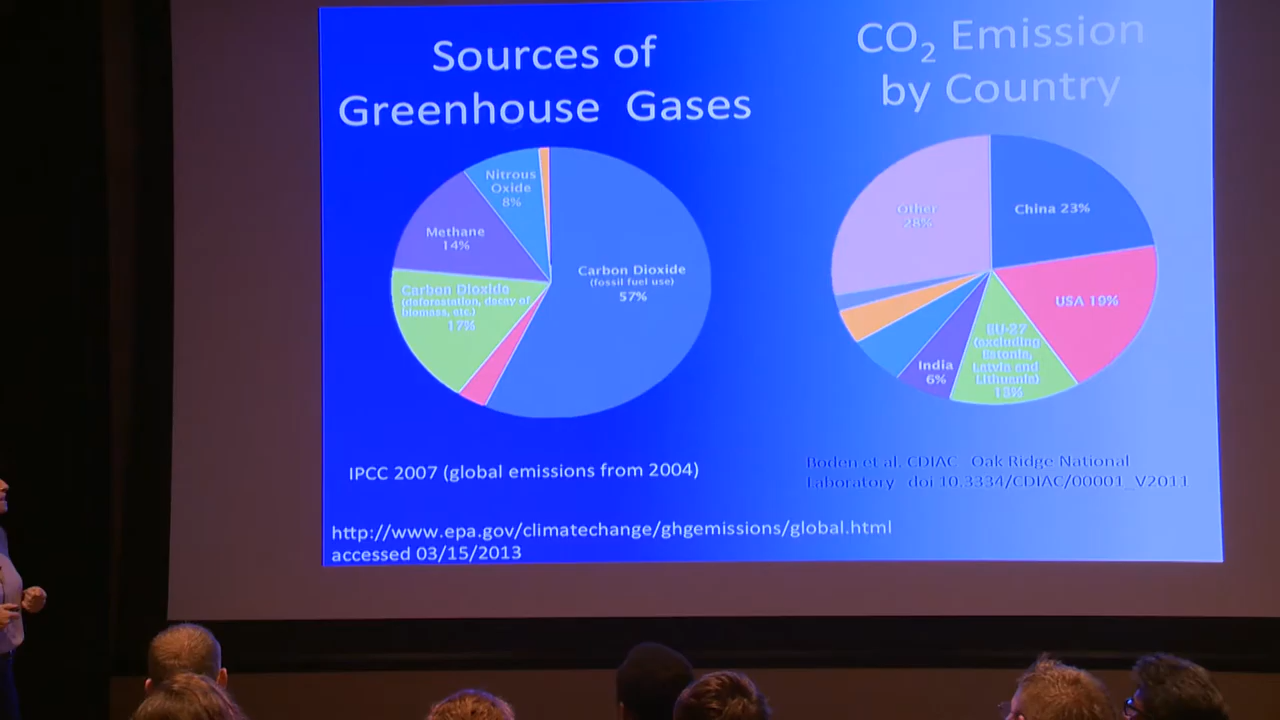 Sources of
Greenhouse Gases
Nitrous
Oxide
8%
Methane
14%
Carbon Dioxide
(fossil fuel use)
57%
Carbon Dioxide
(deforestation, decay of
biomass, etc.)
17%
IPCC 2007 (global emissions from 2004)
CO₂ Emission
by Country
Other
28%
China 23%
USA 19%
EU-27
(excluding
Estonia,
Latvia and
Lithuania)
13%
India
6%
Boden et al. CDIAC Oak Ridge National
Laboratory doi 10.3334/CDIAC/00001_V2011
http://www.epa.gov/climatechange/ghgemissions/global.html
accessed 03/15/2013